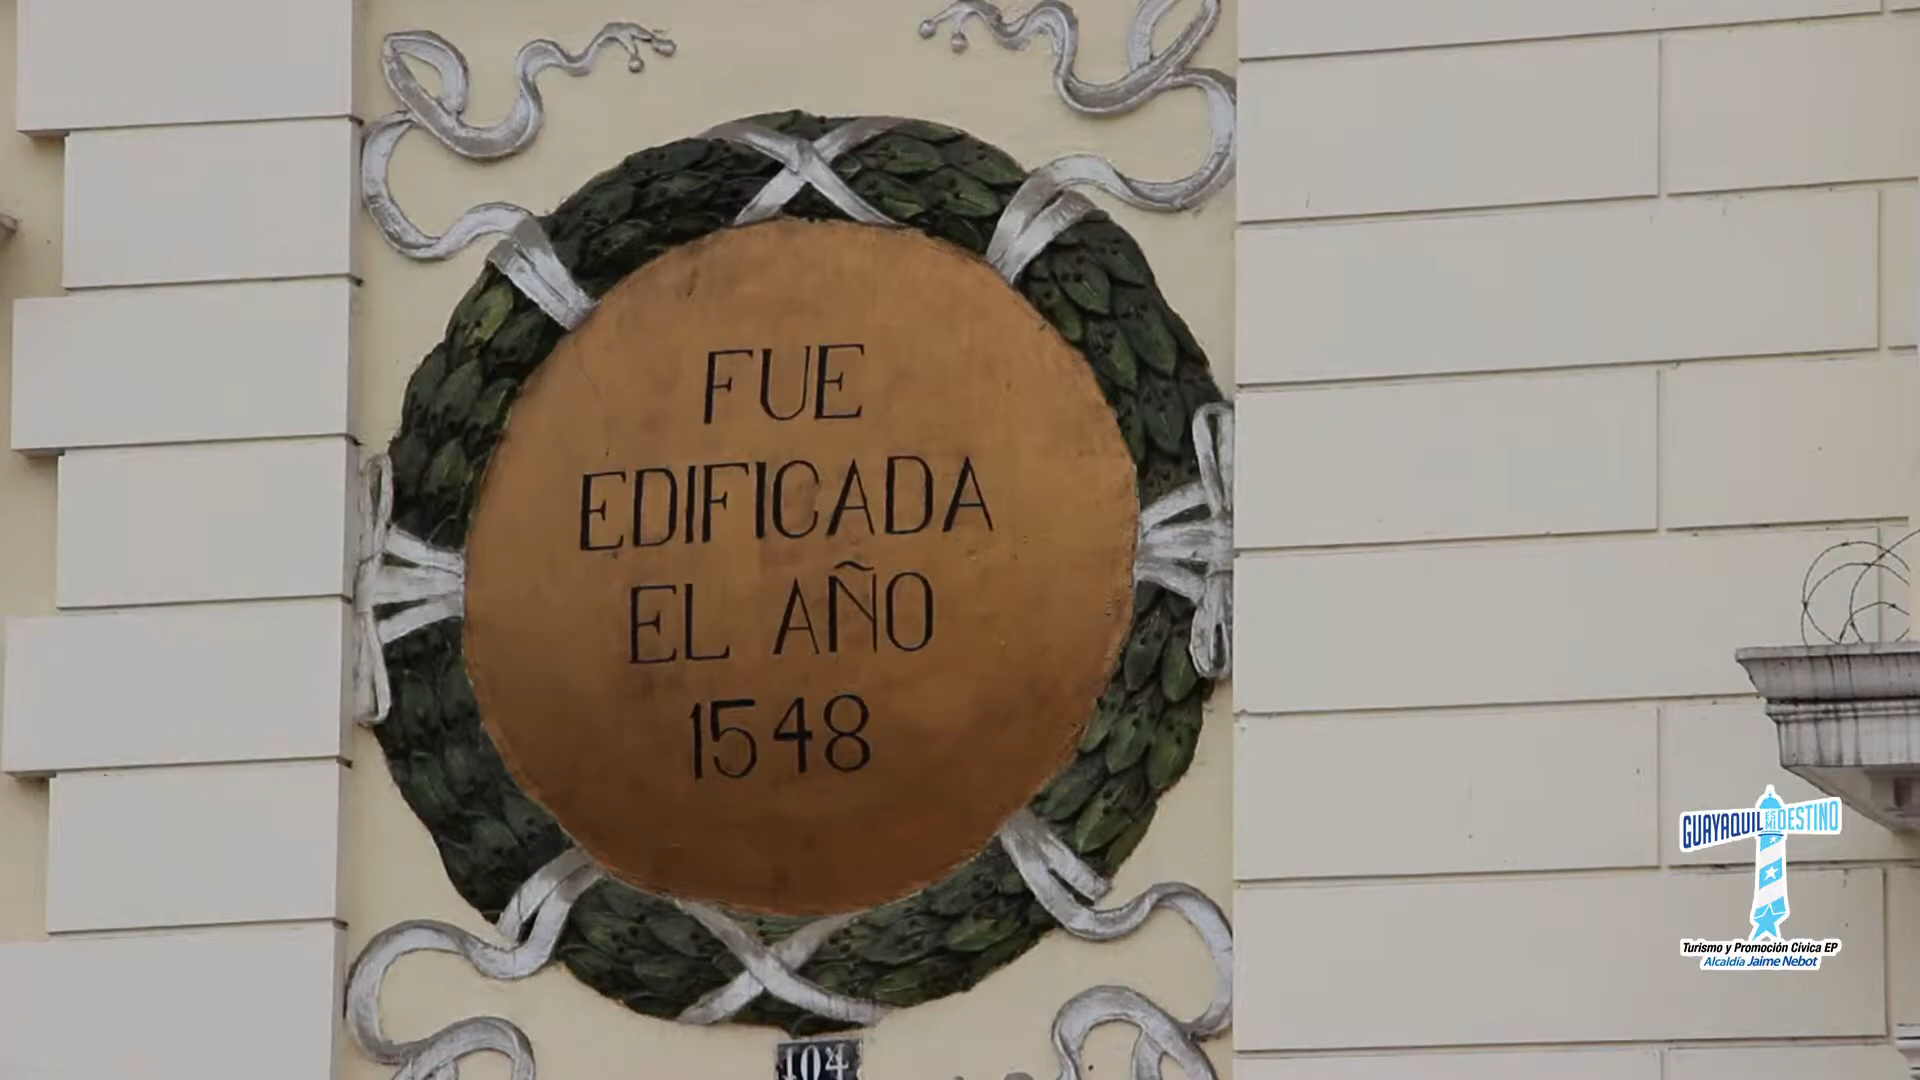 FUE
EDIFICADA
EL AÑO
1548
104
GUAYAQUIL ES MI DESTINO
Turismo y Promoción Cívica EP
Alcaldía Jaime Nebot